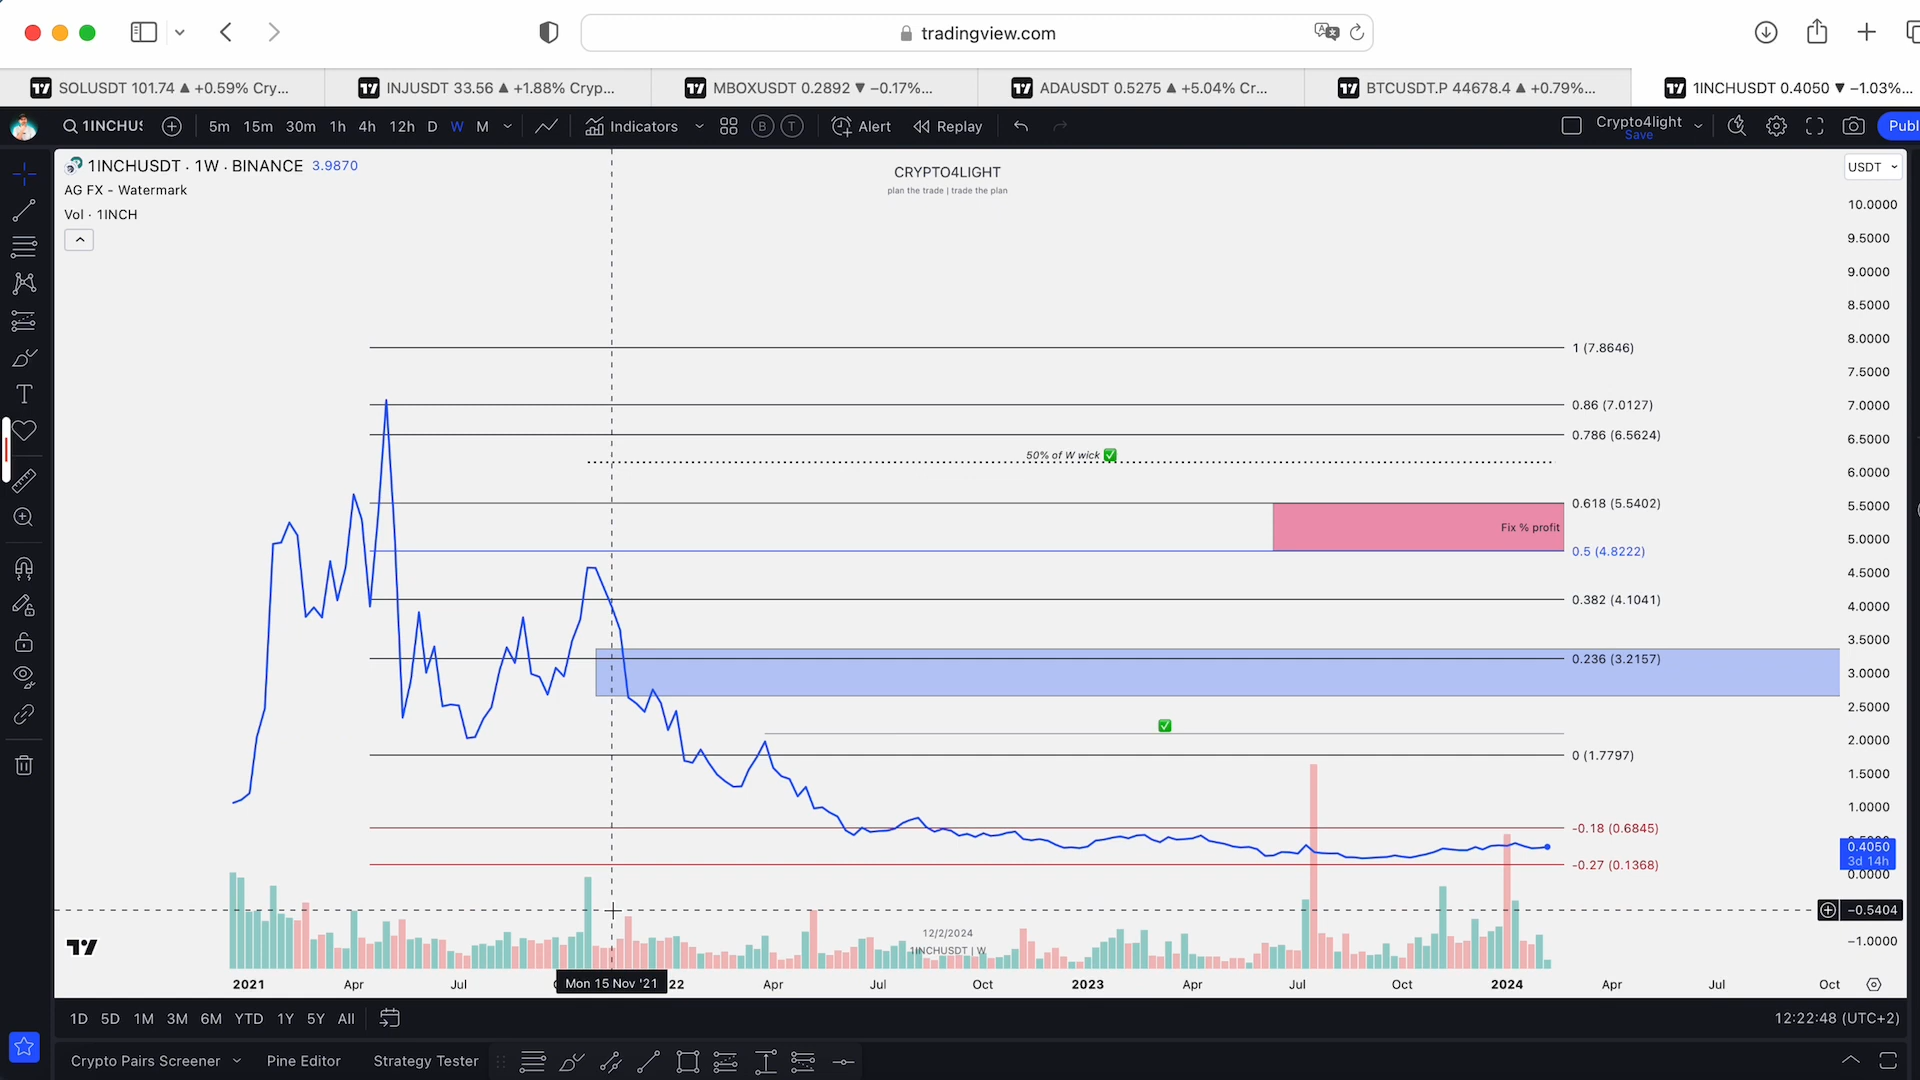 tradingview.com
SOLUSDT 101.74 ▲ +0.59% Cry...
INJUSDT 33.56 ▲ +1.88% Cryp...
MBOXUSDT 0.2892 ▼ −0.17%...
ADAUSDT 0.5275 ▲ +5.04% Cr...
BTCUSDT.P 44678.4 ▲ +0.79%...
1INCHUSDT 0.4050 ▼ −1.03%...
1INCHUS
5m 15m 30m 1h 4h 12h D W M
Indicators
B T
Alert
Replay
Crypto4light
Save
Publ
1INCHUSDT · 1W · BINANCE 3.9870
AG FX - Watermark
Vol · 1INCH
CRYPTO4LIGHT
plan the trade | trade the plan
USDT
10.0000
9.5000
9.0000
8.5000
8.0000
1 (7.8646)
7.5000
0.86 (7.0127)
7.0000
0.786 (6.5624)
6.5000
50% of W wick ✅
6.0000
0.618 (5.5402)
5.5000
Fix % profit
5.0000
0.5 (4.8222)
4.5000
0.382 (4.1041)
4.0000
3.5000
0.236 (3.2157)
3.0000
2.5000
2.0000
0 (1.7797)
1.5000
1.0000
-0.18 (0.6845)
0.5000
0.4050
3d 14h
-0.27 (0.1368)
0.0000
−0.5404
−1.0000
12/2/2024
1INCHUSDT | W
2021 Apr Jul Mon 15 Nov '21 22 Apr Jul Oct 2023 Apr Jul Oct 2024 Apr Jul Oct
1D 5D 1M 3M 6M YTD 1Y 5Y All
12:22:48 (UTC+2)
Crypto Pairs Screener
Pine Editor
Strategy Tester